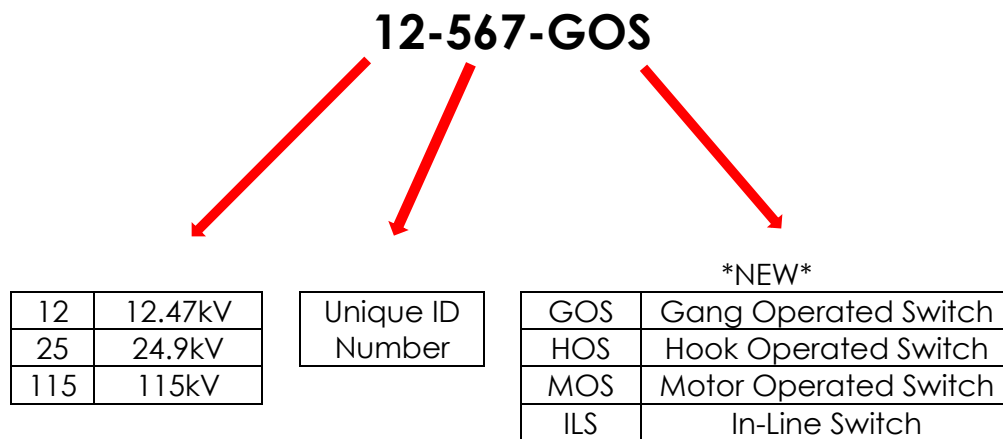 12-567-GOS
*NEW*
12 12.47kV
25 24.9kV
115 115kV
Unique ID
Number
GOS Gang Operated Switch
HOS Hook Operated Switch
MOS Motor Operated Switch
ILS In-Line Switch